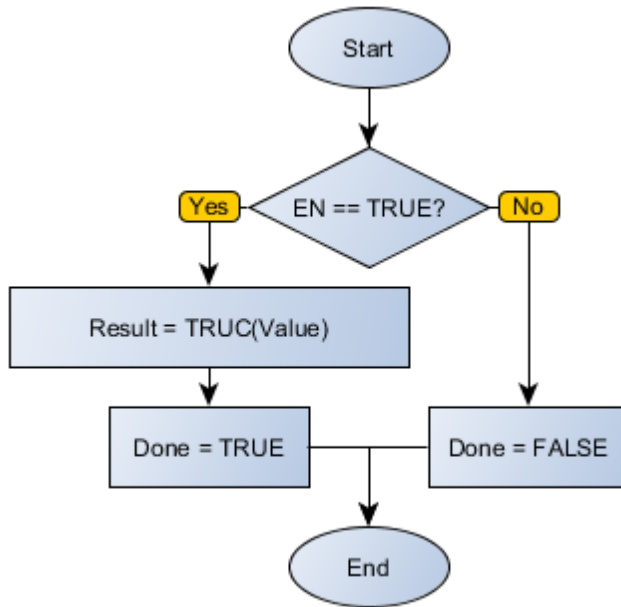 Start
EN == TRUE?
Yes
No
Result = TRUC(Value)
Done = TRUE
Done = FALSE
End